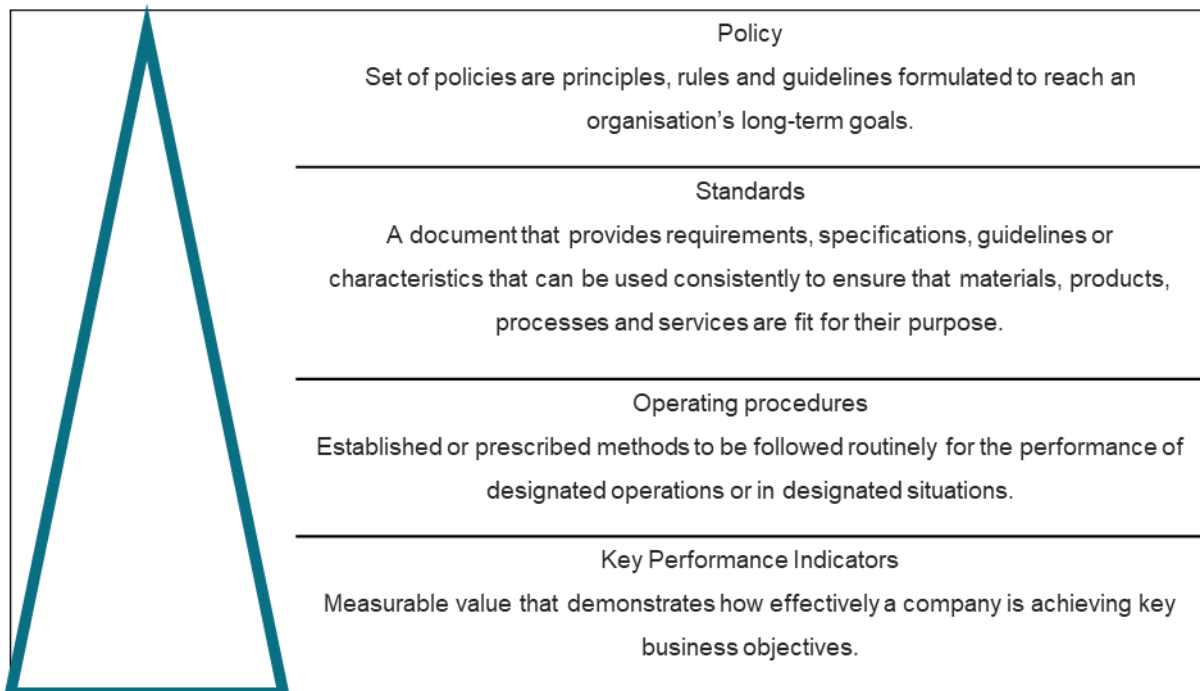 Policy
Set of policies are principles, rules and guidelines formulated to reach an
organisation’s long-term goals.
Standards
A document that provides requirements, specifications, guidelines or
characteristics that can be used consistently to ensure that materials, products,
processes and services are fit for their purpose.
Operating procedures
Established or prescribed methods to be followed routinely for the performance of
designated operations or in designated situations.
Key Performance Indicators
Measurable value that demonstrates how effectively a company is achieving key
business objectives.